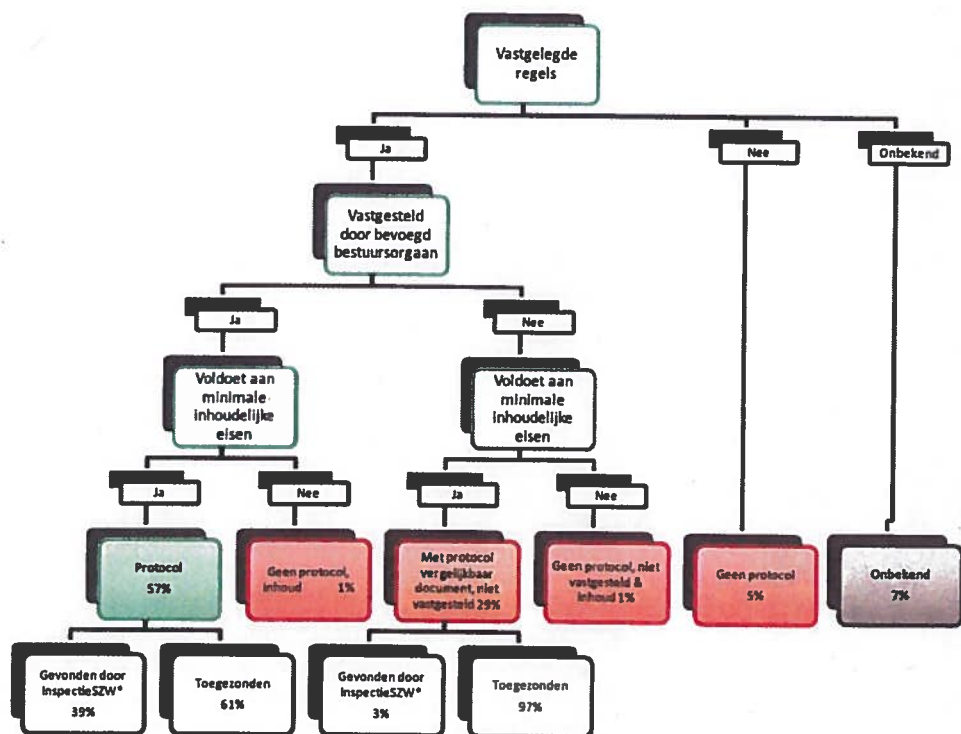 Vastgelegde
regels
Ja
Nee
Onbekend
Vastgesteld
door bevoegd
bestuursorgaan
Ja
Nee
Voldoet aan
minimale
inhoudelijke
eisen
Voldoet aan
minimale
inhoudelijke
eisen
Ja
Nee
Ja
Nee
Protocol
57%
Geen protocol,
inhoud 1%
Met protocol
vergelijkbaar
document, niet
vastgesteld 29%
Geen protocol, niet
vastgesteld &
inhoud 1%
Geen protocol
5%
Onbekend
7%
Gevonden door
InspectieSZW*
39%
Toegezonden
61%
Gevonden door
InspectieSZW*
3%
Toegezonden
97%